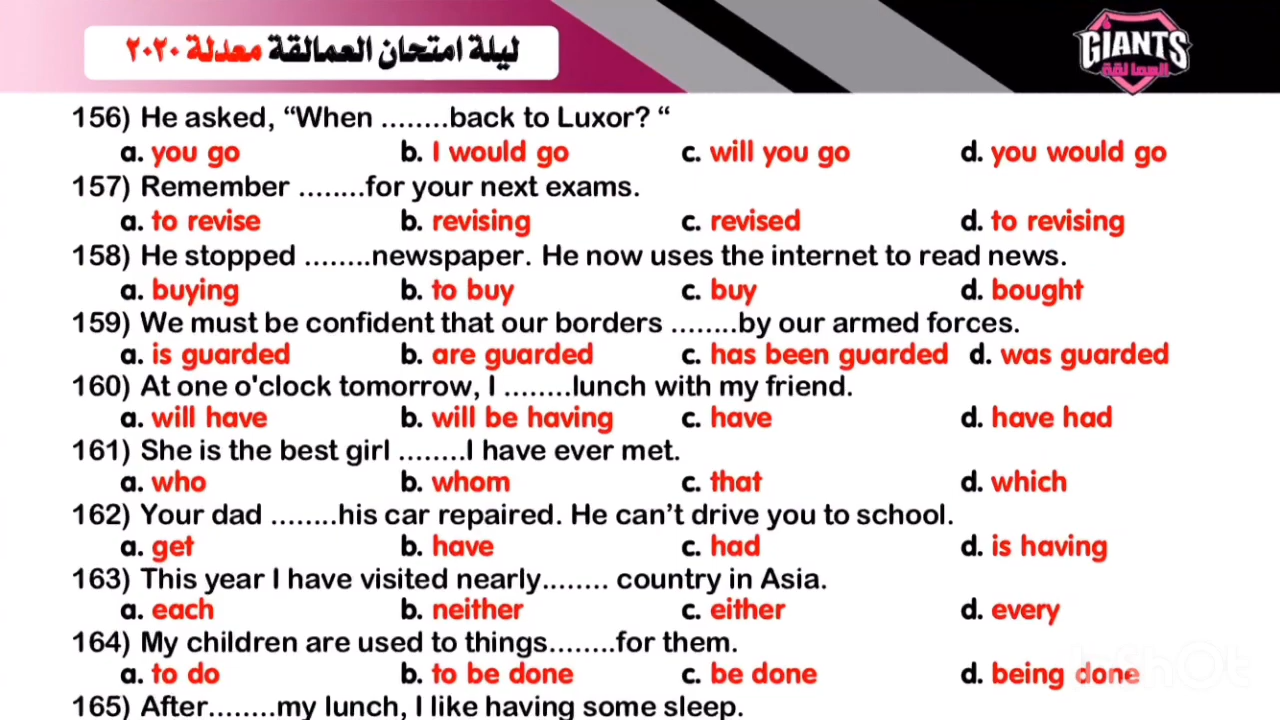 ليلة امتحان العمالقة معدلة ٢٠٢٠
GIANTS
العمالقة
156) He asked, “When ........back to Luxor? “
a. you go b. I would go c. will you go d. you would go
157) Remember ........for your next exams.
a. to revise b. revising c. revised d. to revising
158) He stopped ........newspaper. He now uses the internet to read news.
a. buying b. to buy c. buy d. bought
159) We must be confident that our borders ........by our armed forces.
a. is guarded b. are guarded c. has been guarded d. was guarded
160) At one o'clock tomorrow, I ........lunch with my friend.
a. will have b. will be having c. have d. have had
161) She is the best girl ........I have ever met.
a. who b. whom c. that d. which
162) Your dad ........his car repaired. He can’t drive you to school.
a. get b. have c. had d. is having
163) This year I have visited nearly........ country in Asia.
a. each b. neither c. either d. every
164) My children are used to things........for them.
a. to do b. to be done c. be done d. being done
165) After........my lunch, I like having some sleep.